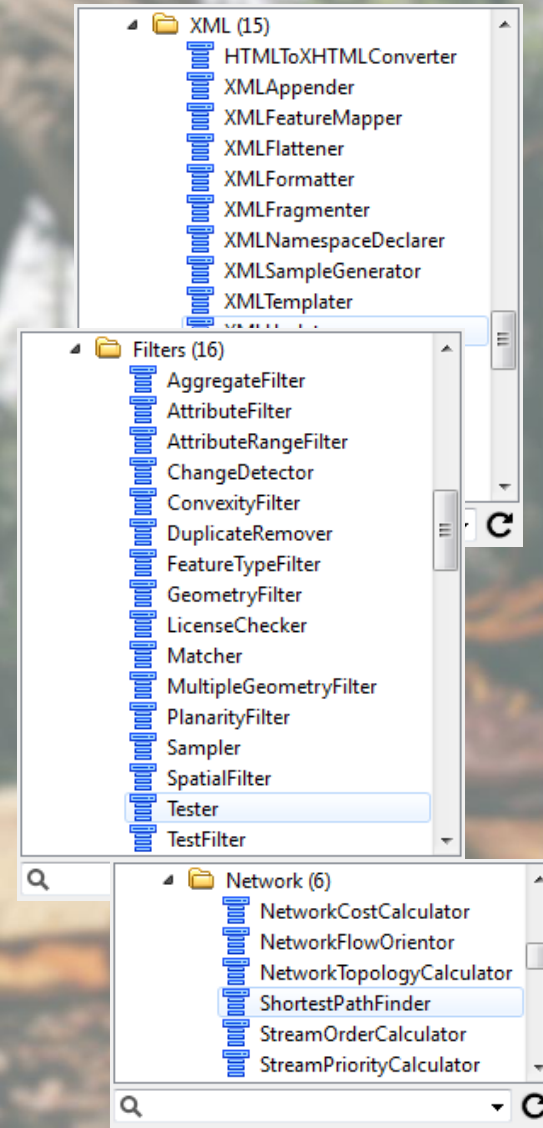 XML (15)
HTMLToXHTMLConverter
XMLAppender
XMLFeatureMapper
XMLFlattener
XMLFormatter
XMLFragmenter
XMLNamespaceDeclarer
XMLSampleGenerator
XMLTemplater
Filters (16)
AggregateFilter
AttributeFilter
AttributeRangeFilter
ChangeDetector
ConvexityFilter
DuplicateRemover
FeatureTypeFilter
GeometryFilter
LicenseChecker
Matcher
MultipleGeometryFilter
PlanarityFilter
Sampler
SpatialFilter
Tester
TestFilter
Network (6)
NetworkCostCalculator
NetworkFlowOrientor
NetworkTopologyCalculator
ShortestPathFinder
StreamOrderCalculator
StreamPriorityCalculator